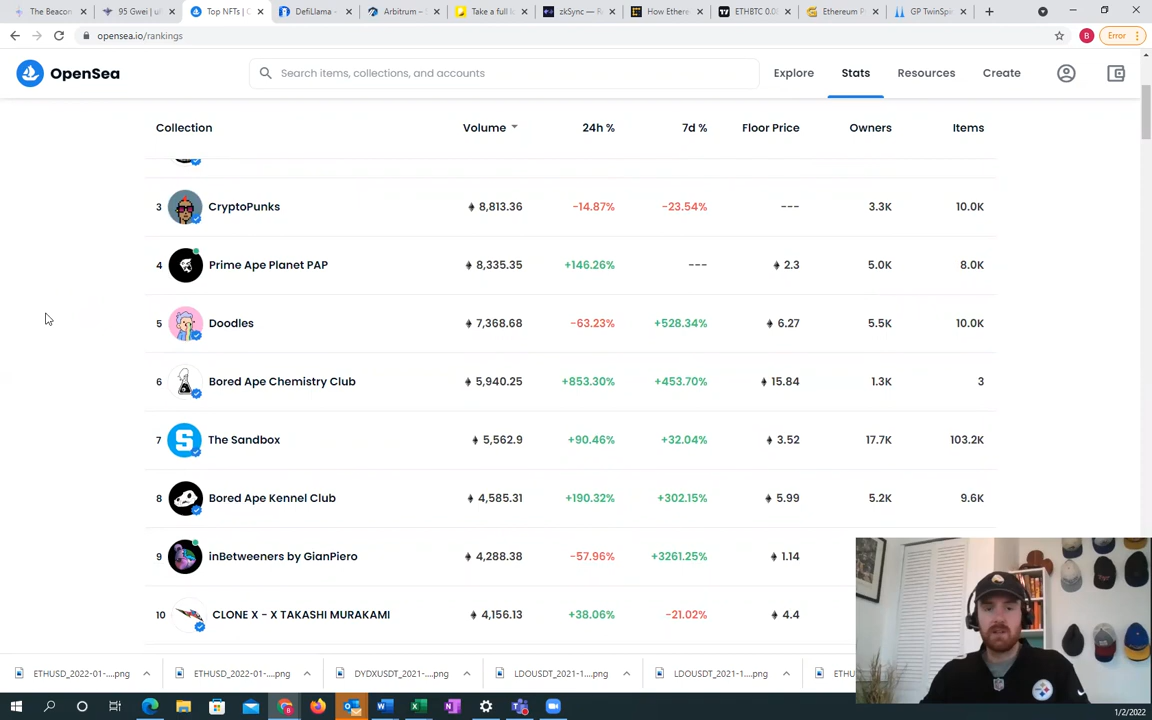 The Beacon
95 Gwei | ul
Top NFTs | O
DefiLlama
Arbitrum –
Take a full l
zkSync — R
How Ethere
ETHBTC 0.0
Ethereum P
GP TwinSpe
opensea.io/rankings
B
Error
OpenSea
Search items, collections, and accounts
Explore
Stats
Resources
Create
Collection Volume 24h % 7d % Floor Price Owners Items
3 CryptoPunks 8,813.36 -14.87% -23.54% --- 3.3K 10.0K
4 Prime Ape Planet PAP 8,335.35 +146.26% --- 2.3 5.0K 8.0K
5 Doodles 7,368.68 -63.23% +528.34% 6.27 5.5K 10.0K
6 Bored Ape Chemistry Club 5,940.25 +853.30% +453.70% 15.84 1.3K 3
7 The Sandbox 5,562.9 +90.46% +32.04% 3.52 17.7K 103.2K
8 Bored Ape Kennel Club 4,585.31 +190.32% +302.15% 5.99 5.2K 9.6K
9 inBetweeners by GianPiero 4,288.38 -57.96% +3261.25% 1.14
10 CLONE X - X TAKASHI MURAKAMI 4,156.13 +38.06% -21.02% 4.4
ETHUSD_2022-01-....png
ETHUSD_2022-01-....png
DYDXUSDT_2021-....png
LDOUSDT_2021-1....png
LDOUSDT_2021-1....png
ETHU
1/2/2022